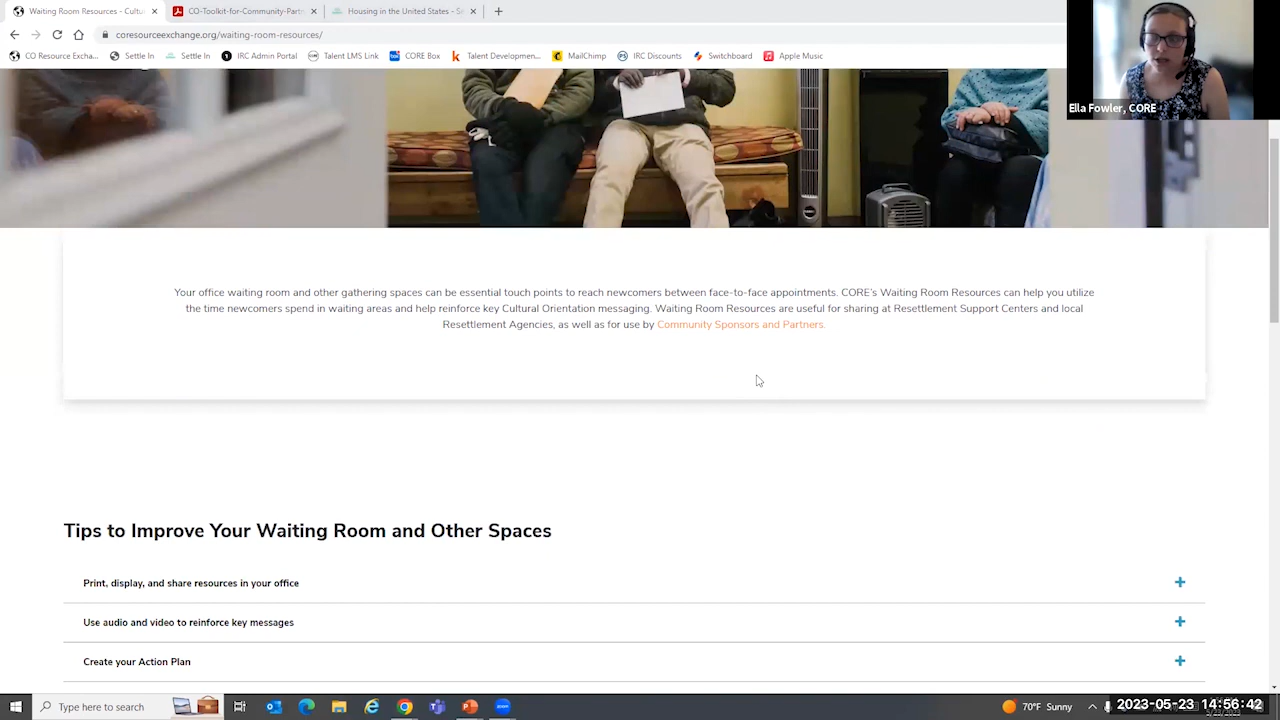 Waiting Room Resources - Cultu
CO-Toolkit-for-Community-Partn
Housing in the United States - Se
coresourceexchange.org/waiting-room-resources/
CO Resource Excha...
Settle In
Settle In
IRC Admin Portal
Talent LMS Link
CORE Box
Talent Developmen...
MailChimp
IRC Discounts
Switchboard
Apple Music
Ella Fowler, CORE
Your office waiting room and other gathering spaces can be essential touch points to reach newcomers between face-to-face appointments. CORE's Waiting Room Resources can help you utilize
the time newcomers spend in waiting areas and help reinforce key Cultural Orientation messaging. Waiting Room Resources are useful for sharing at Resettlement Support Centers and local
Resettlement Agencies, as well as for use by Community Sponsors and Partners.
Tips to Improve Your Waiting Room and Other Spaces
Print, display, and share resources in your office
Use audio and video to reinforce key messages
Create your Action Plan
Type here to search
70°F Sunny
2023-05-23 14:56:42